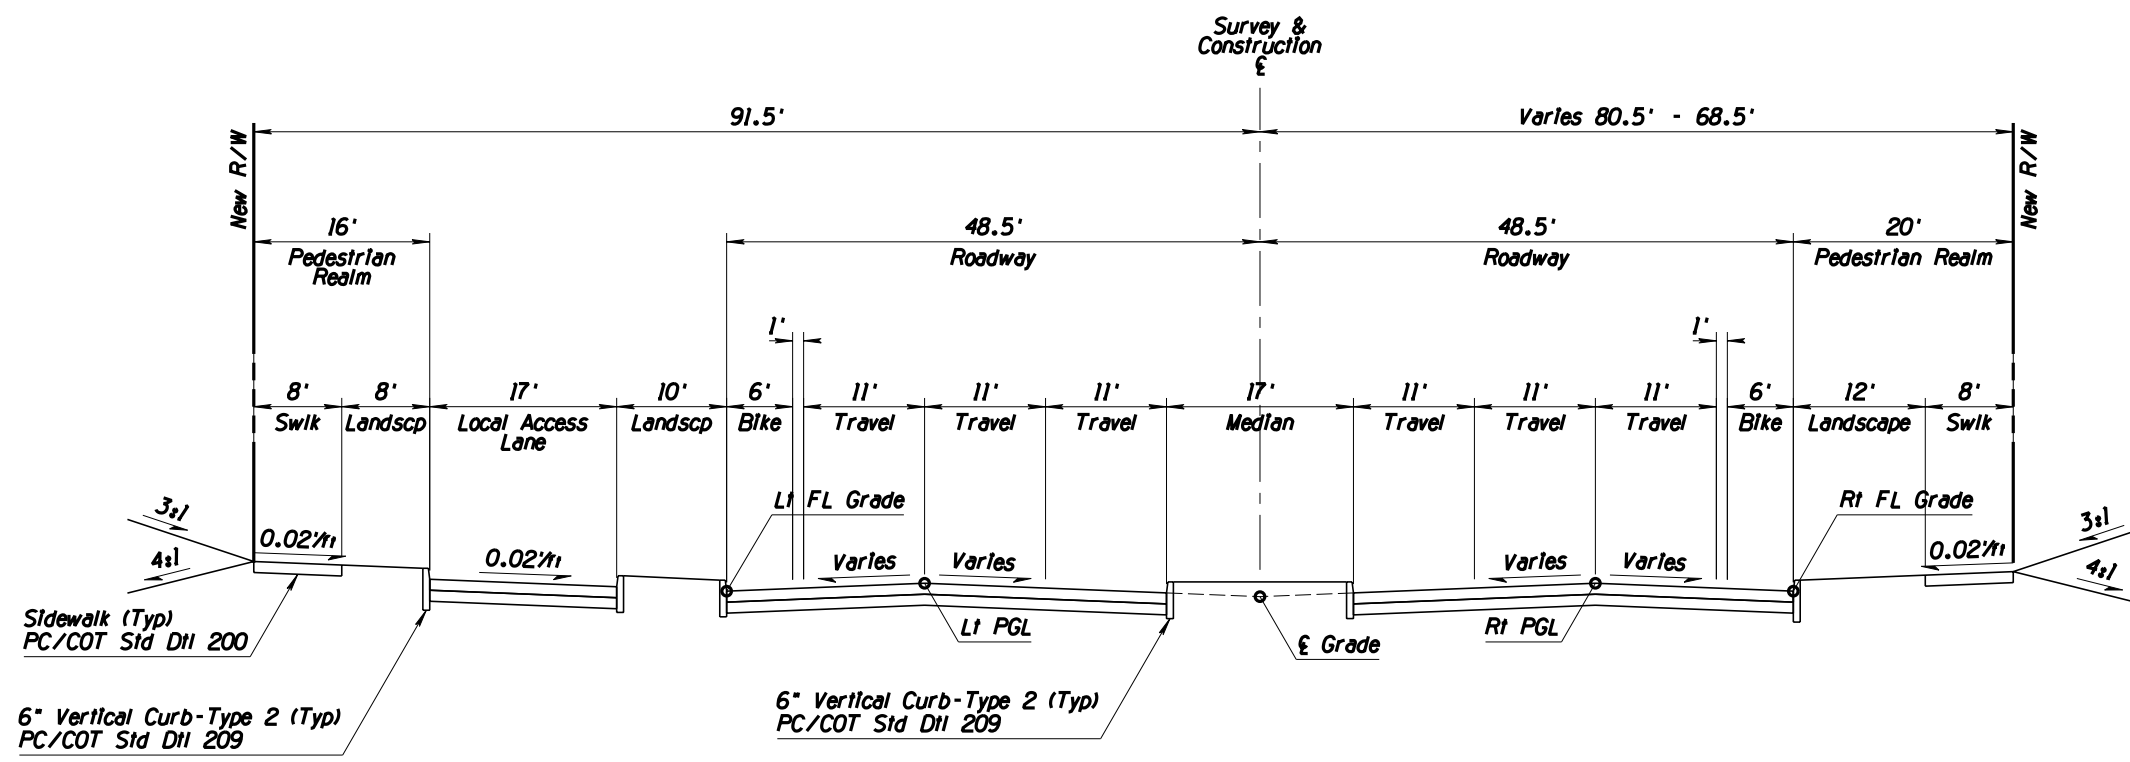 Survey &
Construction
℄
91.5'
Varies 80.5' - 68.5'
New R/W
New R/W
16'
Pedestrian
Realm
48.5'
Roadway
48.5'
Roadway
20'
Pedestrian Realm
1'
1'
8'
8'
17'
10'
6'
11'
11'
11'
17'
11'
11'
11'
6'
12'
8'
Swlk
Landscp
Local Access
Lane
Landscp
Bike
Travel
Travel
Travel
Median
Travel
Travel
Travel
Bike
Landscape
Swlk
Lt FL Grade
Rt FL Grade
3:1
4:1
0.02'/ft
0.02'/ft
Varies
Varies
Varies
Varies
0.02'/ft
3:1
4:1
Sidewalk (Typ)
PC/COT Std Dtl 200
Lt PGL
℄ Grade
Rt PGL
6" Vertical Curb-Type 2 (Typ)
PC/COT Std Dtl 209
6" Vertical Curb-Type 2 (Typ)
PC/COT Std Dtl 209